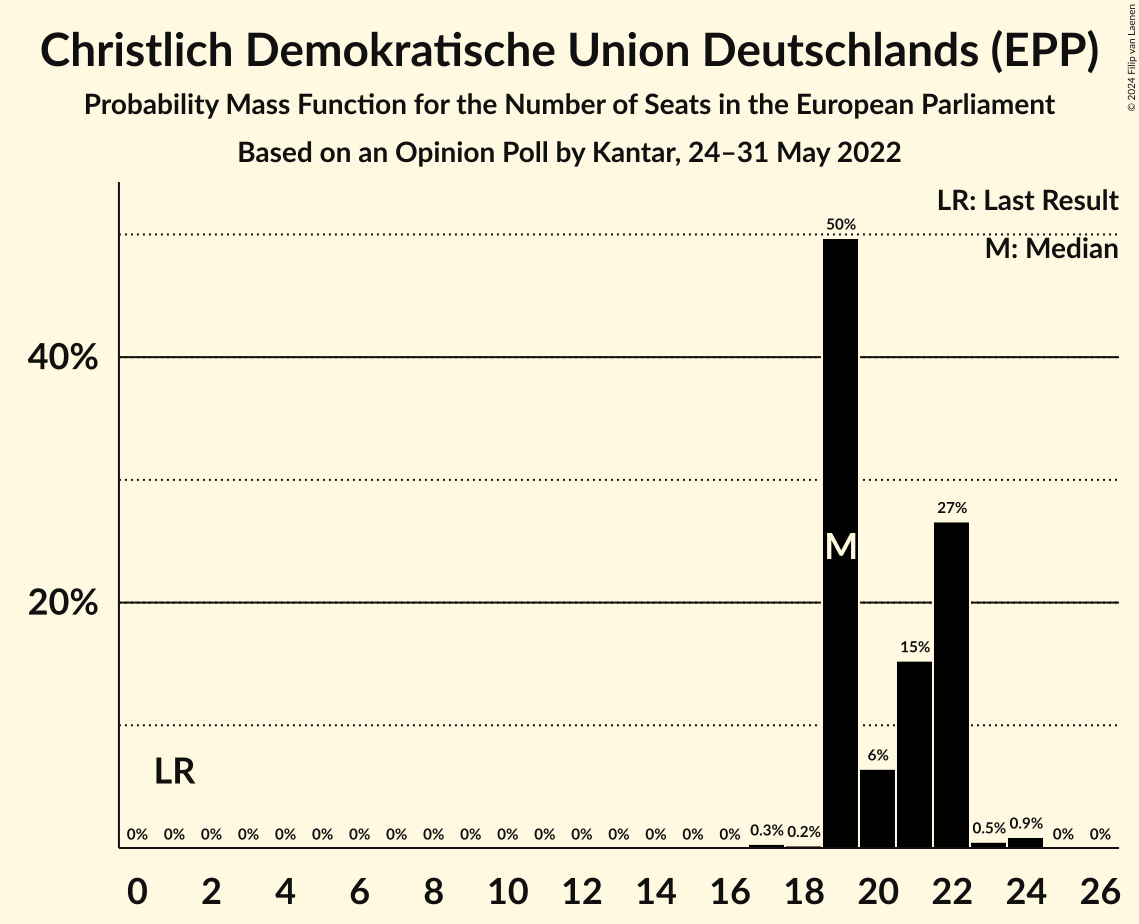 Christlich Demokratische Union Deutschlands (EPP)
Probability Mass Function for the Number of Seats in the European Parliament
Based on an Opinion Poll by Kantar, 24–31 May 2022
© 2024 Filip van Laenen
LR: Last Result
M: Median
50%
40%
27%
M
20%
15%
6%
LR
0% 0% 0% 0% 0% 0% 0% 0% 0% 0% 0% 0% 0% 0% 0% 0% 0% 0.3% 0.2% 0.5% 0.9% 0% 0%
0 2 4 6 8 10 12 14 16 18 20 22 24 26